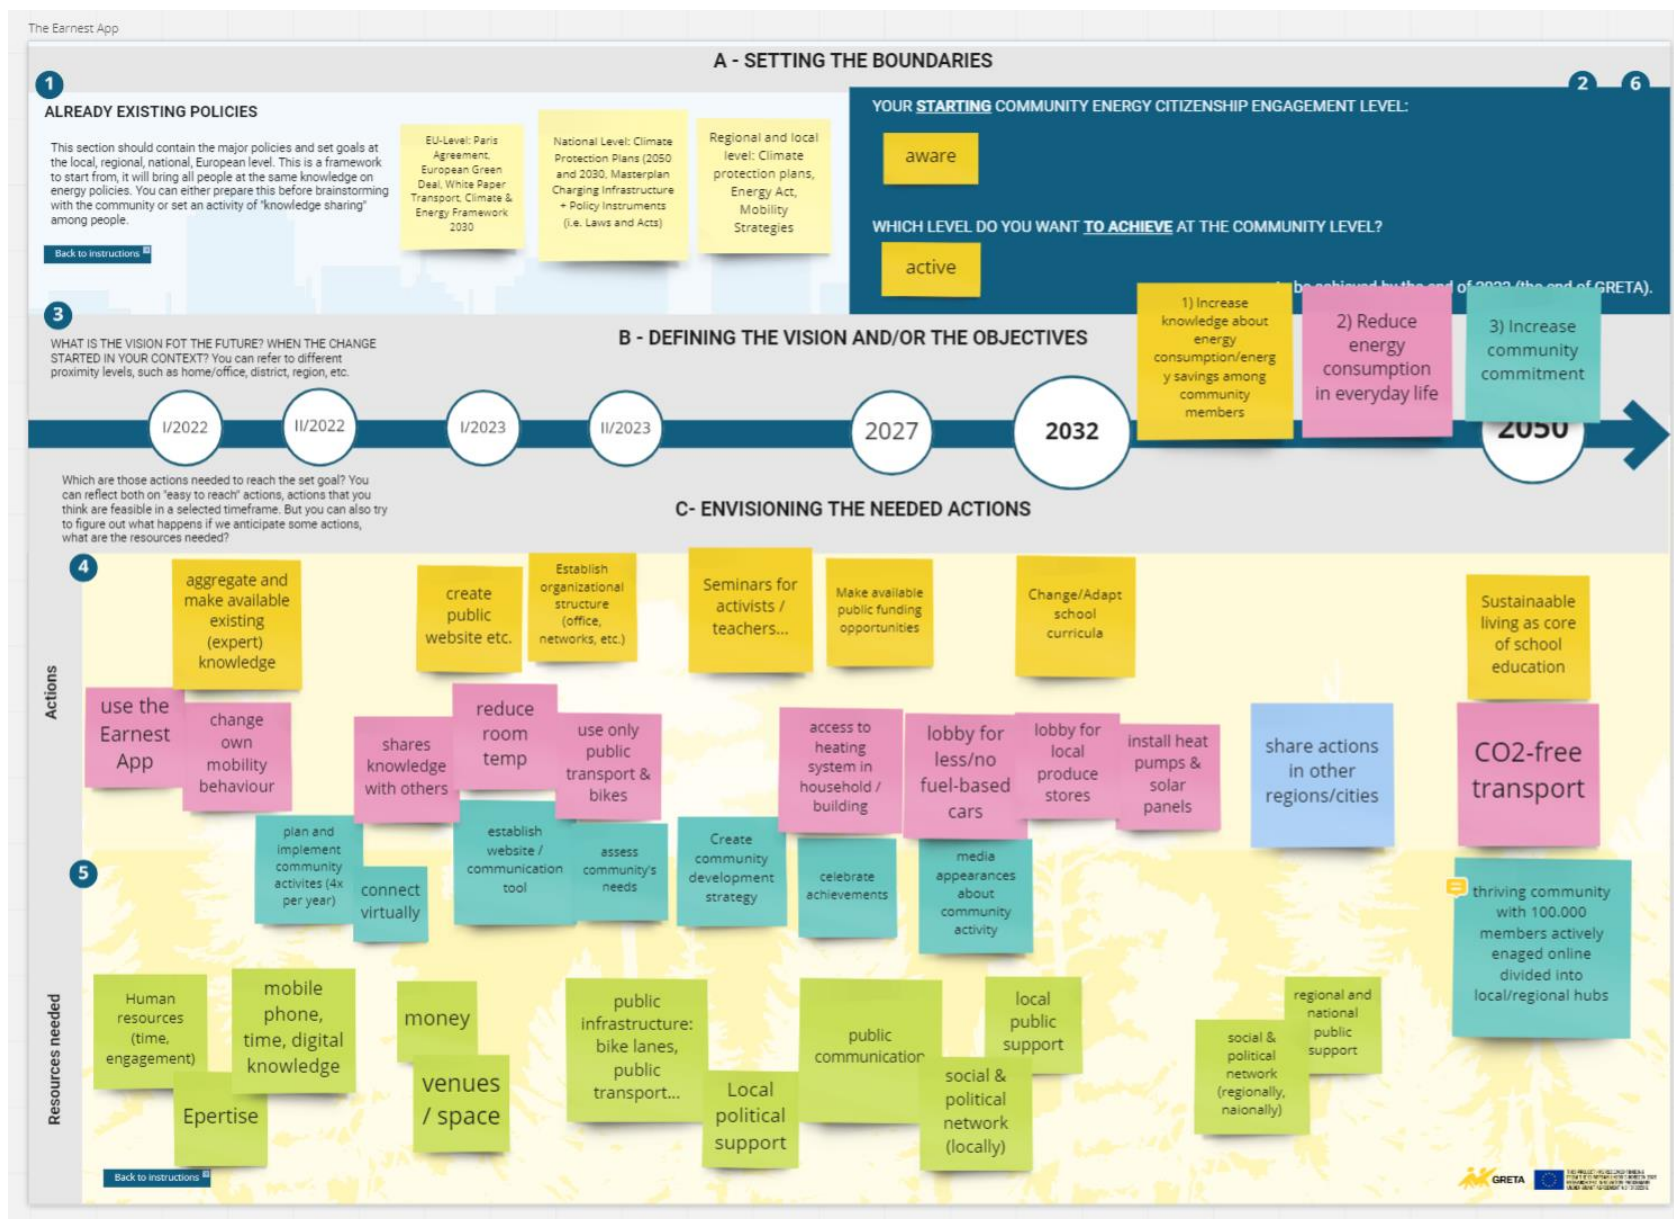 The Earnest App
A - SETTING THE BOUNDARIES
1
ALREADY EXISTING POLICIES
This section should contain the major policies and set goals at
the local, regional, national, European level. This is a framework
to start from, it will bring all people at the same knowledge on
energy policies. You can either prepare this before brainstorming
with the community or set an activity of "knowledge sharing"
among people.
Back to instructions
EU-Level: Paris
Agreement,
European Green
Deal, White Paper
Transport, Climate &
Energy Framework
2030
National Level: Climate
Protection Plans (2050
and 2030, Masterplan
Charging Infrastructure
+ Policy Instruments
(i.e. Laws and Acts)
Regional and local
level: Climate
protection plans,
Energy Act,
Mobility
Strategies
2
6
YOUR STARTING COMMUNITY ENERGY CITIZENSHIP ENGAGEMENT LEVEL:
aware
WHICH LEVEL DO YOU WANT TO ACHIEVE AT THE COMMUNITY LEVEL?
active
be achieved by the end of 2023 (the end of GRETA).
3
WHAT IS THE VISION FOT THE FUTURE? WHEN THE CHANGE
STARTED IN YOUR CONTEXT? You can refer to different
proximity levels, such as home/office, district, region, etc.
B - DEFINING THE VISION AND/OR THE OBJECTIVES
1) Increase
knowledge about
energy
consumption/energ
y savings among
community
members
2) Reduce
energy
consumption
in everyday life
3) Increase
community
commitment
I/2022
II/2022
I/2023
II/2023
2027
2032
2050
Which are those actions needed to reach the set goal? You
can reflect both on "easy to reach" actions, actions that you
think are feasible in a selected timeframe. But you can also try
to figure out what happens if we anticipate some actions,
what are the resources needed?
C- ENVISIONING THE NEEDED ACTIONS
4
Actions
aggregate and
make available
existing
(expert)
knowledge
create
public
website etc.
Establish
organizational
structure
(office,
networks, etc.)
Seminars for
activists /
teachers...
Make available
public funding
opportunities
Change/Adapt
school
curricula
Sustainaable
living as core
of school
education
use the
Earnest
App
change
own
mobility
behaviour
shares
knowledge
with others
reduce
room
temp
use only
public
transport &
bikes
access to
heating
system in
household /
building
lobby for
less/no
fuel-based
cars
lobby for
local
produce
stores
install heat
pumps &
solar
panels
share actions
in other
regions/cities
CO2-free
transport
plan and
implement
community
activites (4x
per year)
connect
virtually
establish
website /
communication
tool
assess
community's
needs
Create
community
development
strategy
celebrate
achievements
media
appearances
about
community
activity
thriving community
with 100.000
members actively
enaged online
divided into
local/regional hubs
5
Resources needed
Human
resources
(time,
engagement)
Epertise
mobile
phone,
time, digital
knowledge
money
venues
/ space
public
infrastructure:
bike lanes,
public
transport...
Local
political
support
public
communication
social &
political
network
(locally)
local
public
support
social &
political
network
(regionally,
naionally)
regional and
national
public
support
Back to instructions
GRETA